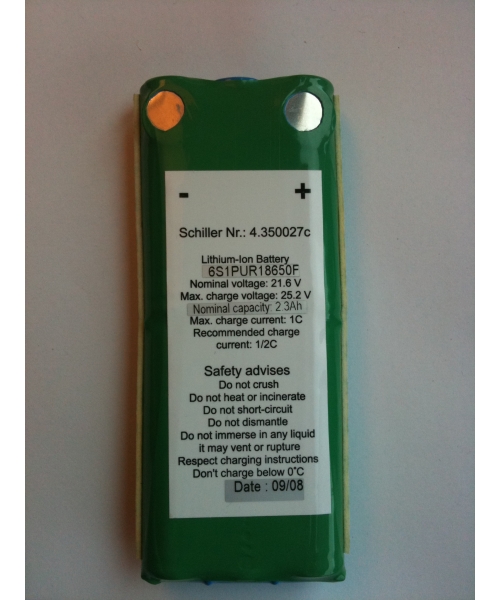 - +
Schiller Nr.: 4.350027c
Lithium-Ion Battery
6S1PUR18650F
Nominal voltage: 21.6 V
Max. charge voltage: 25.2 V
Nominal capacity: 2 3Ah
Max. charge current: 1C
Recommended charge
current: 1/2C
Safety advises
Do not crush
Do not heat or incinerate
Do not short-circuit
Do not dismantle
Do not immerse in any liquid
it may vent or rupture
Respect charging instructions
Don't charge below 0°C
Date : 09/08